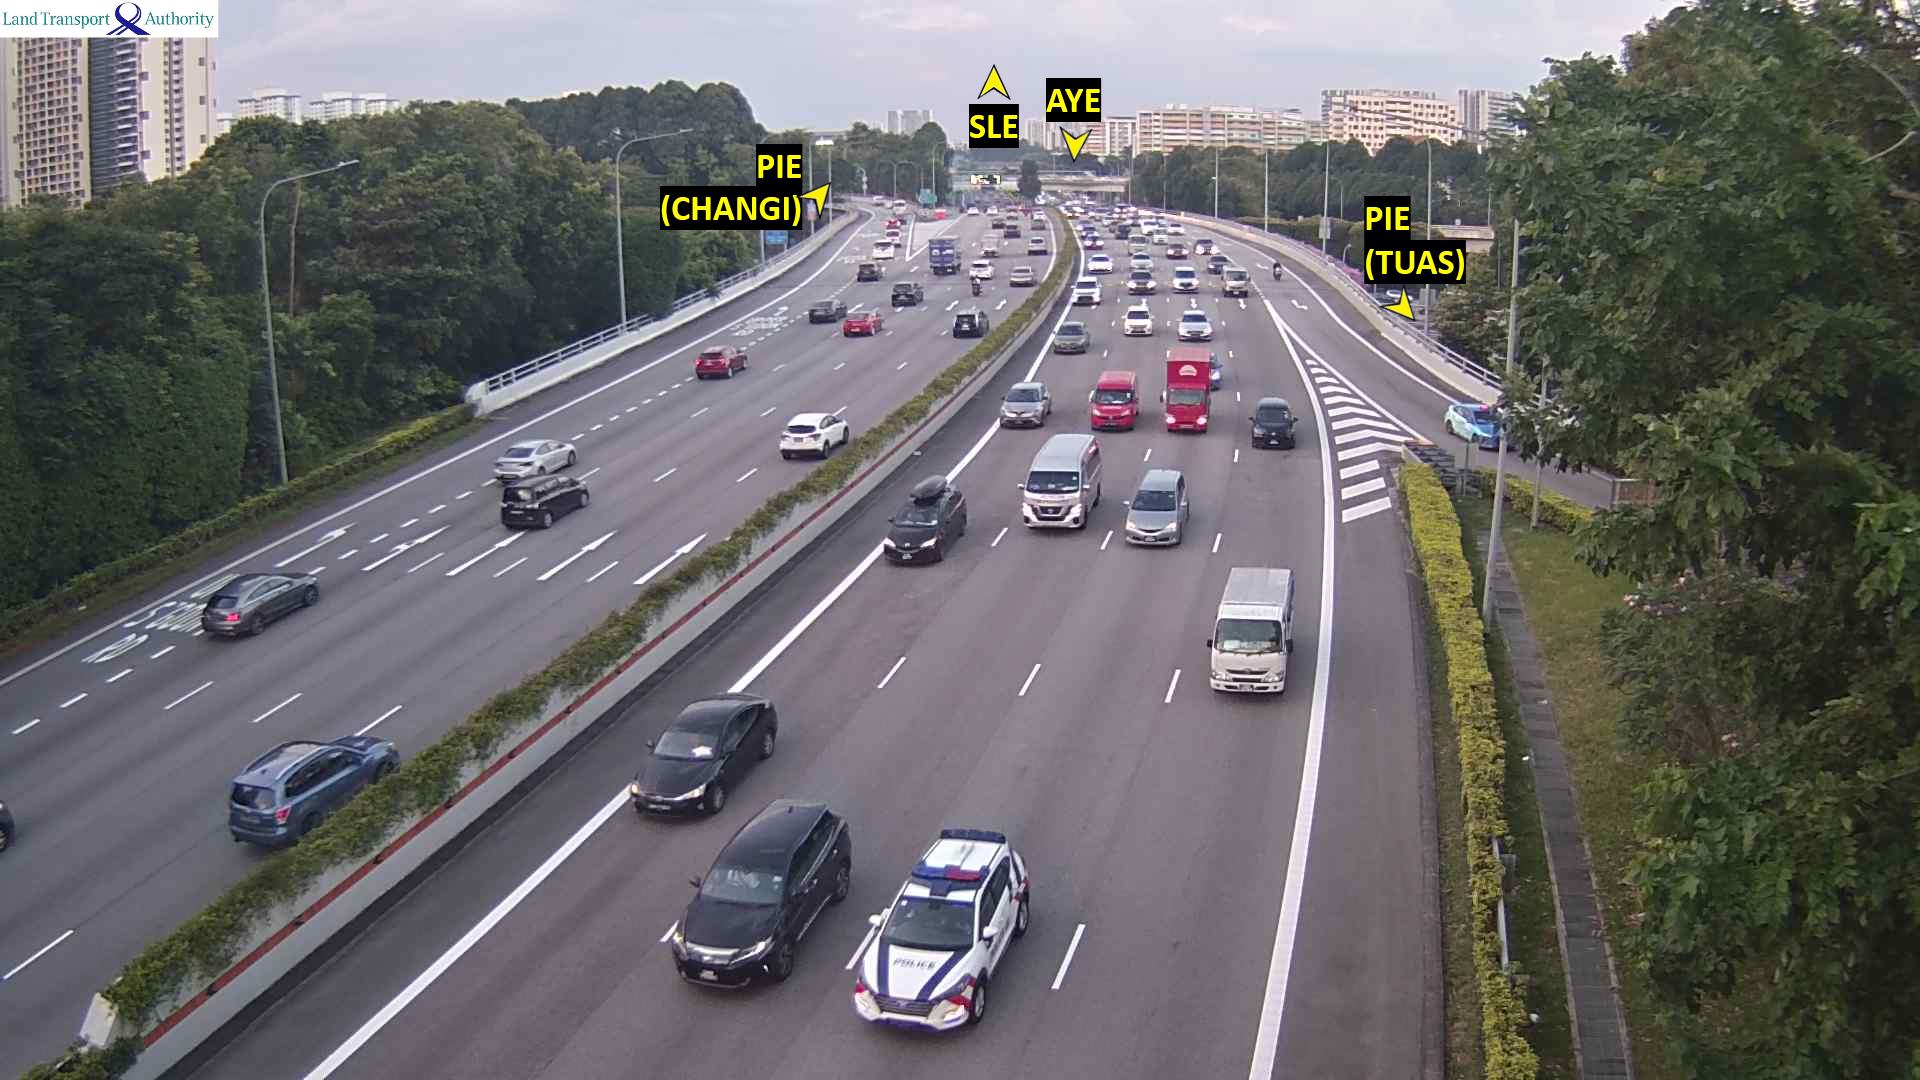 Land Transport Authority
SLE
AYE
PIE
(CHANGI)
PIE
(TUAS)
POLICE